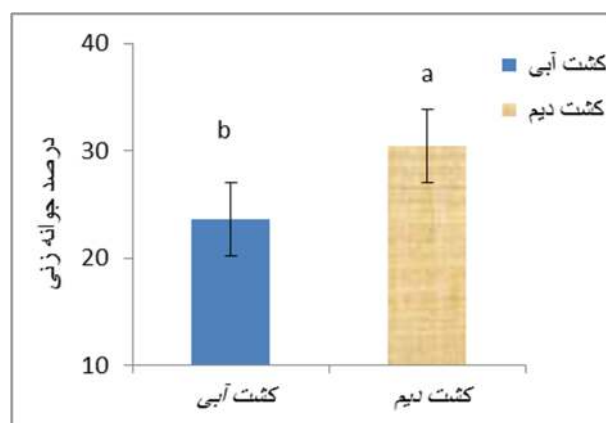 40
30
20
10
درصد جوانه زنی
b
a
کشت آبی
کشت دیم
کشت آبی
کشت دیم